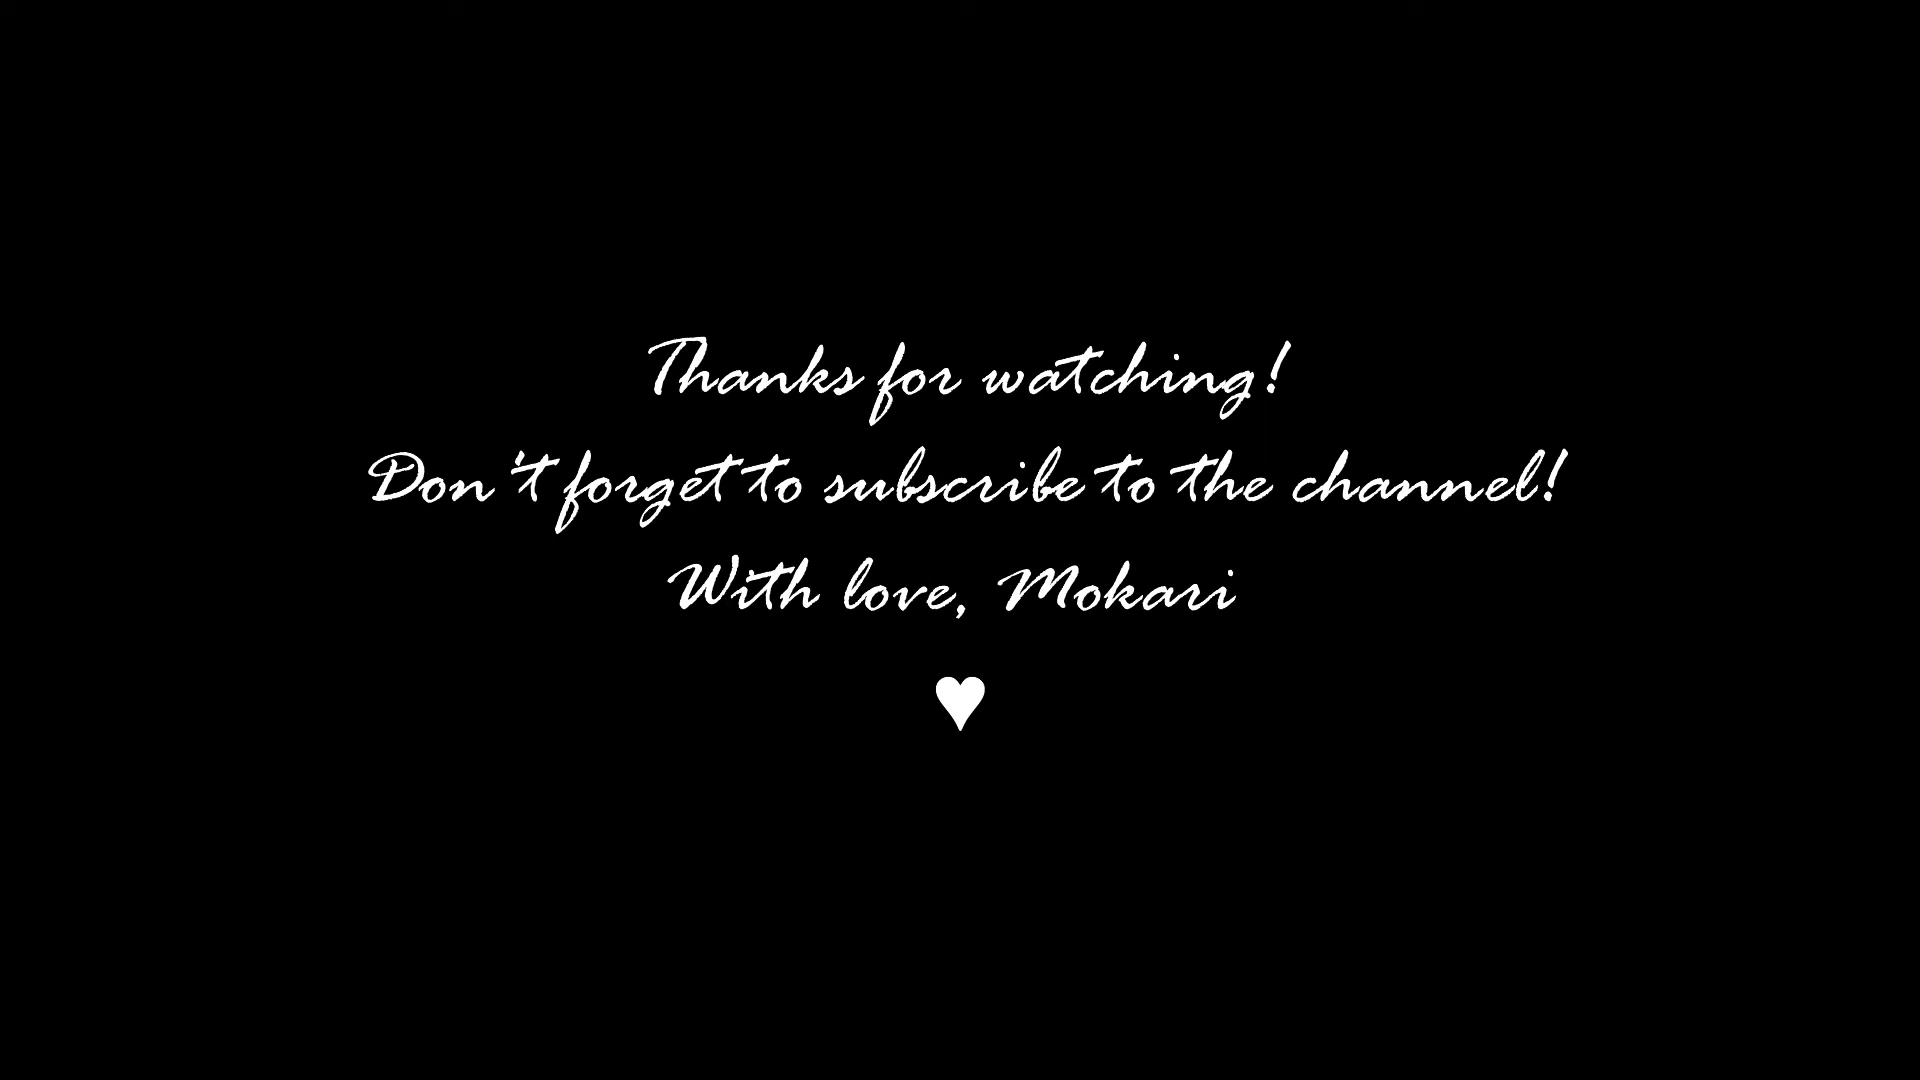 Thanks for watching!
Don't forget to subscribe to the channel!
With love, Mokari
♥